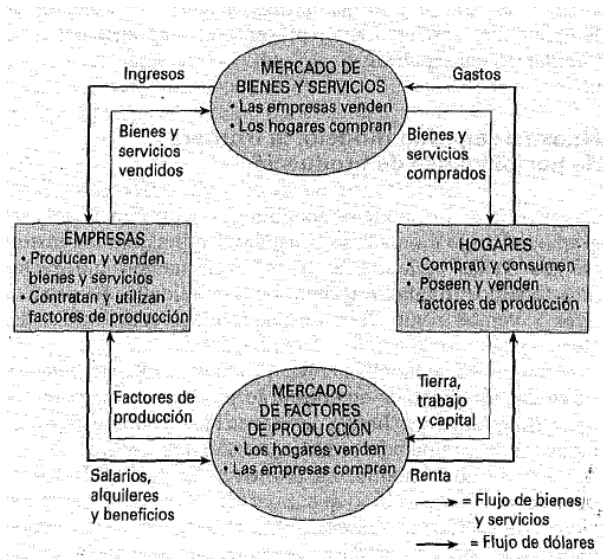 MERCADO DE
BIENES Y SERVICIOS
• Las empresas venden
• Los hogares compran
Ingresos
Gastos
Bienes y
servicios
vendidos
Bienes y
servicios
comprados
EMPRESAS
• Producen y venden
bienes y servicios
• Contratan y utilizan
factores de producción
HOGARES
• Compran y consumen
• Poseen y venden
factores de producción
Factores de
producción
MERCADO
DE FACTORES
DE PRODUCCIÓN
• Los hogares venden
• Las empresas compran
Tierra,
trabajo
y capital
Salarios,
alquileres
y beneficios
Renta
= Flujo de bienes
y servicios
= Flujo de dólares